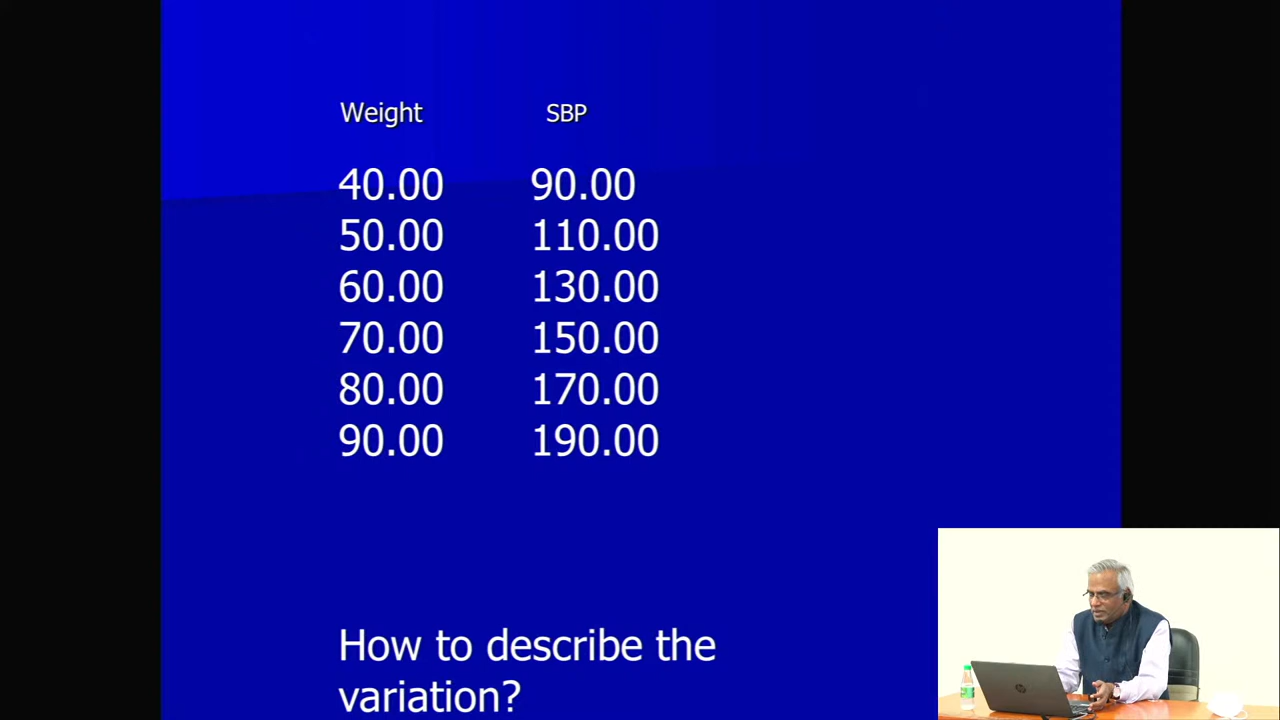 Weight SBP
40.00 90.00
50.00 110.00
60.00 130.00
70.00 150.00
80.00 170.00
90.00 190.00
How to describe the
variation?